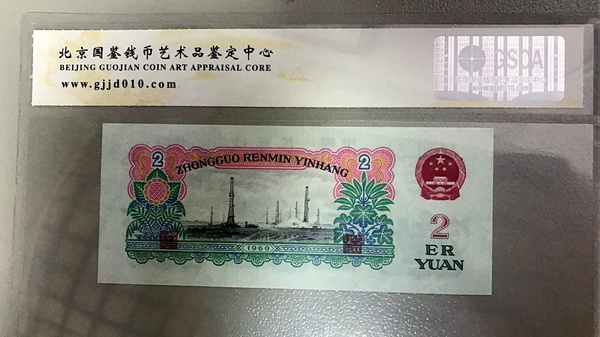 北京国鉴钱币艺术品鉴定中心
BEIJING GUOJIAN COIN ART APPRAISAL CORE
www.gjjd010.com
GSOA
2 ZHONGGUO RENMIN YINHANG 2
1960
2
ER
YUAN